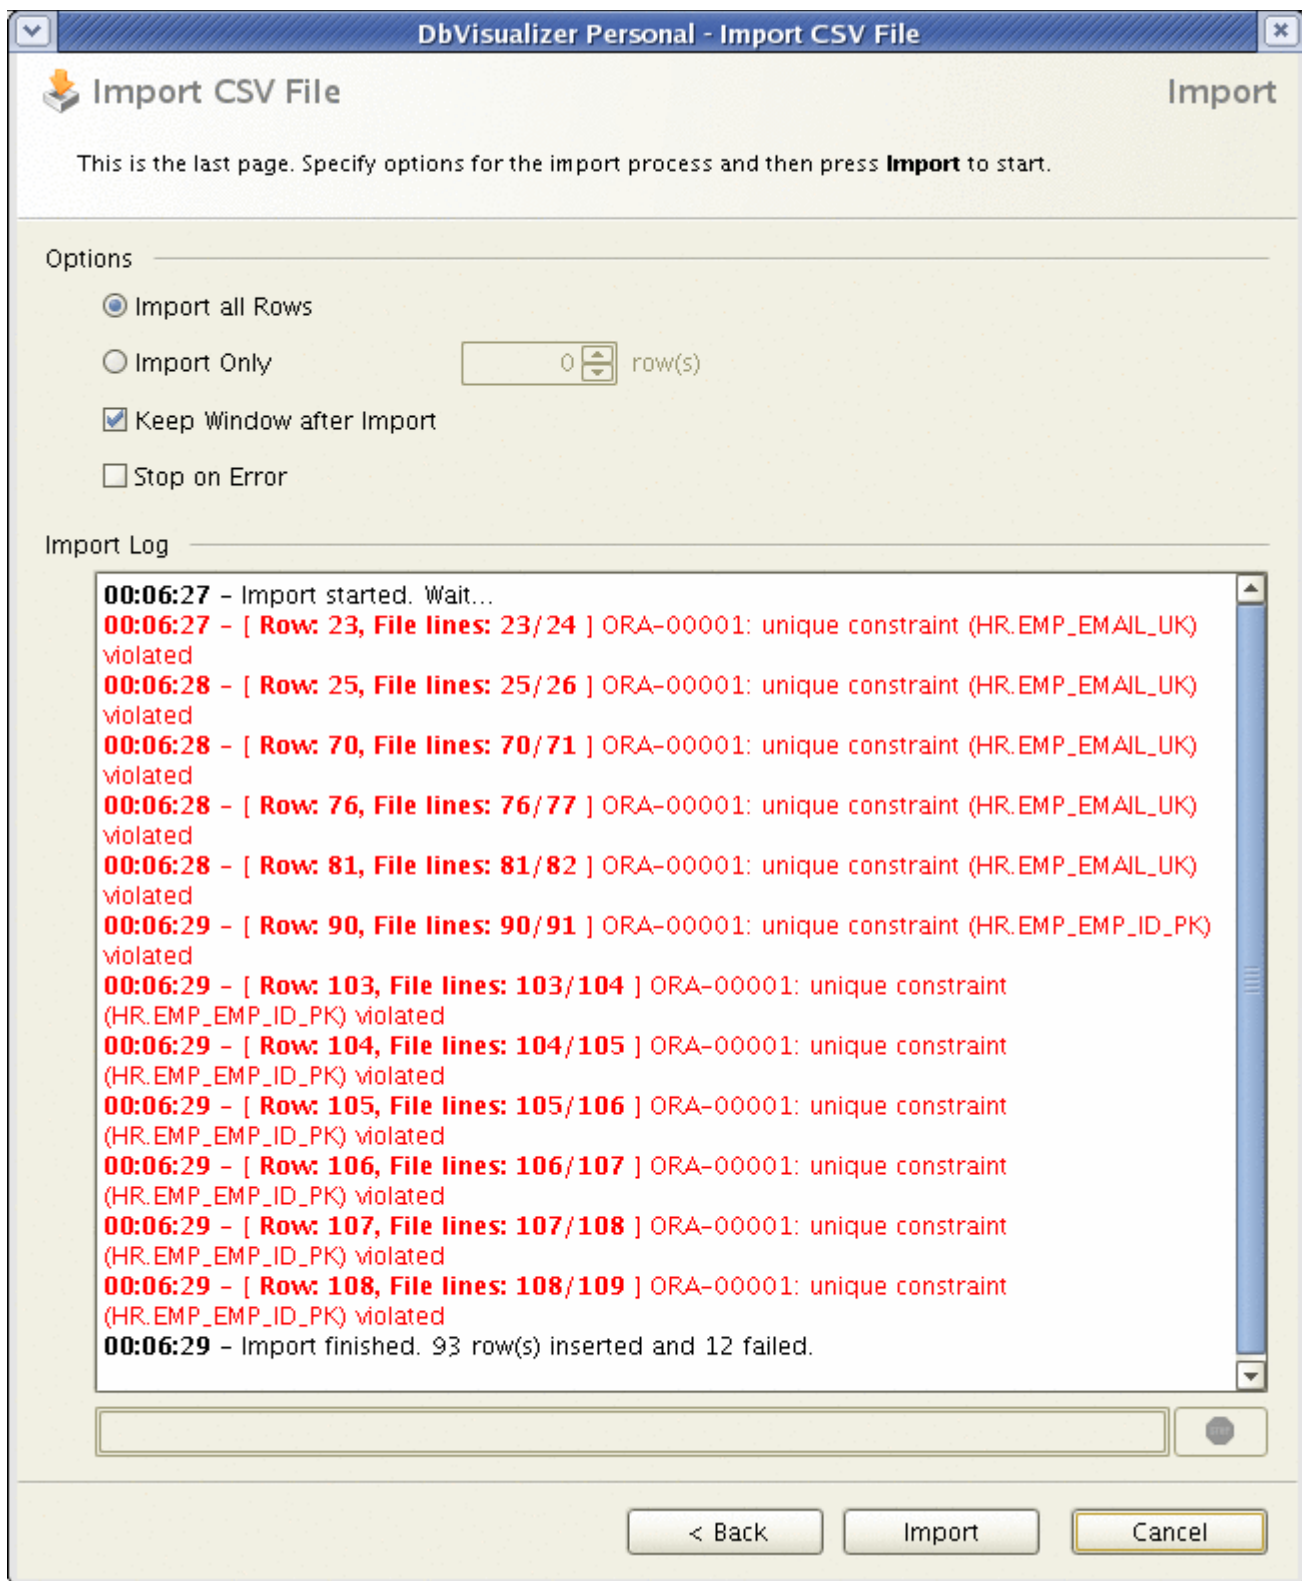 DbVisualizer Personal - Import CSV File
Import CSV File
Import
This is the last page. Specify options for the import process and then press Import to start.
Options
Import all Rows
Import Only 0 row(s)
Keep Window after Import
Stop on Error
Import Log
00:06:27 - Import started. Wait...
00:06:27 - [ Row: 23, File lines: 23/24 ] ORA-00001: unique constraint (HR.EMP_EMAIL_UK)
violated
00:06:28 - [ Row: 25, File lines: 25/26 ] ORA-00001: unique constraint (HR.EMP_EMAIL_UK)
violated
00:06:28 - [ Row: 70, File lines: 70/71 ] ORA-00001: unique constraint (HR.EMP_EMAIL_UK)
violated
00:06:28 - [ Row: 76, File lines: 76/77 ] ORA-00001: unique constraint (HR.EMP_EMAIL_UK)
violated
00:06:28 - [ Row: 81, File lines: 81/82 ] ORA-00001: unique constraint (HR.EMP_EMAIL_UK)
violated
00:06:29 - [ Row: 90, File lines: 90/91 ] ORA-00001: unique constraint (HR.EMP_EMP_ID_PK)
violated
00:06:29 - [ Row: 103, File lines: 103/104 ] ORA-00001: unique constraint
(HR.EMP_EMP_ID_PK) violated
00:06:29 - [ Row: 104, File lines: 104/105 ] ORA-00001: unique constraint
(HR.EMP_EMP_ID_PK) violated
00:06:29 - [ Row: 105, File lines: 105/106 ] ORA-00001: unique constraint
(HR.EMP_EMP_ID_PK) violated
00:06:29 - [ Row: 106, File lines: 106/107 ] ORA-00001: unique constraint
(HR.EMP_EMP_ID_PK) violated
00:06:29 - [ Row: 107, File lines: 107/108 ] ORA-00001: unique constraint
(HR.EMP_EMP_ID_PK) violated
00:06:29 - [ Row: 108, File lines: 108/109 ] ORA-00001: unique constraint
(HR.EMP_EMP_ID_PK) violated
00:06:29 - Import finished. 93 row(s) inserted and 12 failed.
STOP
< Back Import Cancel